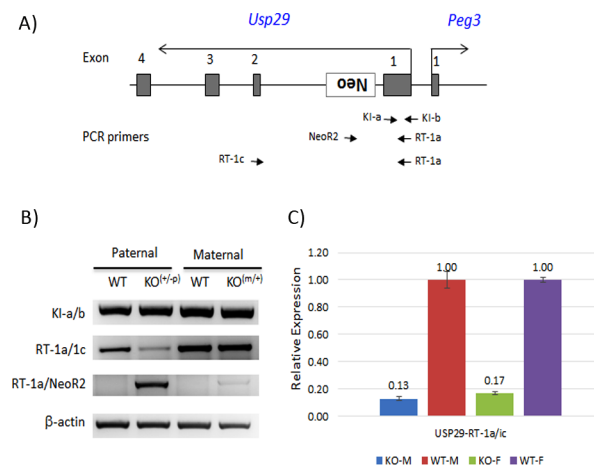 A)
Usp29
Peg3
Exon
4
3
2
1
1
Neo
KI-a
KI-b
PCR primers
NeoR2
RT-1a
RT-1c
RT-1a
B)
Paternal
Maternal
WT
KO(+/-p)
WT
KO(m/+)
KI-a/b
RT-1a/1c
RT-1a/NeoR2
β-actin
C)
Relative Expression
1.20
1.00
0.80
0.60
0.40
0.20
0.00
0.13
1.00
0.17
1.00
USP29-RT-1a/ic
KO-M
WT-M
KO-F
WT-F